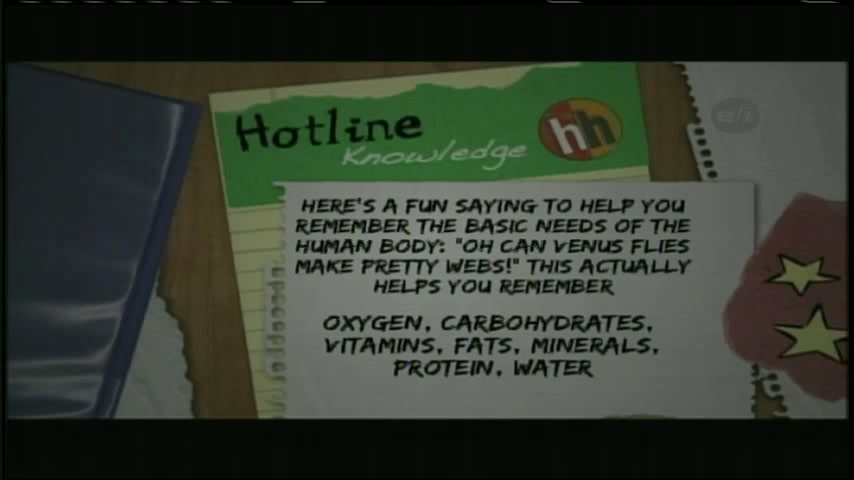 e/i
Hotline
Knowledge
hh
HERE'S A FUN SAYING TO HELP YOU
REMEMBER THE BASIC NEEDS OF THE
HUMAN BODY: "OH CAN VENUS FLIES
MAKE PRETTY WEBS!" THIS ACTUALLY
HELPS YOU REMEMBER
OXYGEN, CARBOHYDRATES,
VITAMINS, FATS, MINERALS,
PROTEIN, WATER